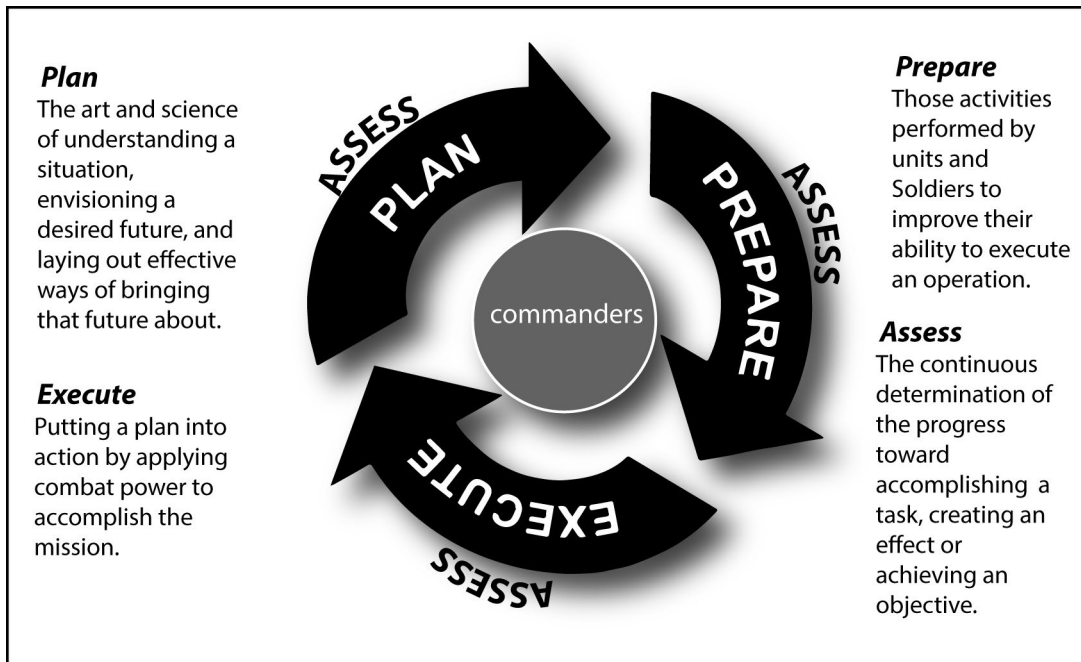 Plan
The art and science
of understanding a
situation,
envisioning a
desired future, and
laying out effective
ways of bringing
that future about.
Execute
Putting a plan into
action by applying
combat power to
accomplish the
mission.
ASSESS
PLAN
ASSESS
PREPARE
commanders
EXECUTE
ASSESS
Prepare
Those activities
performed by
units and
Soldiers to
improve their
ability to execute
an operation.
Assess
The continuous
determination of
the progress
toward
accomplishing a
task, creating an
effect or
achieving an
objective.